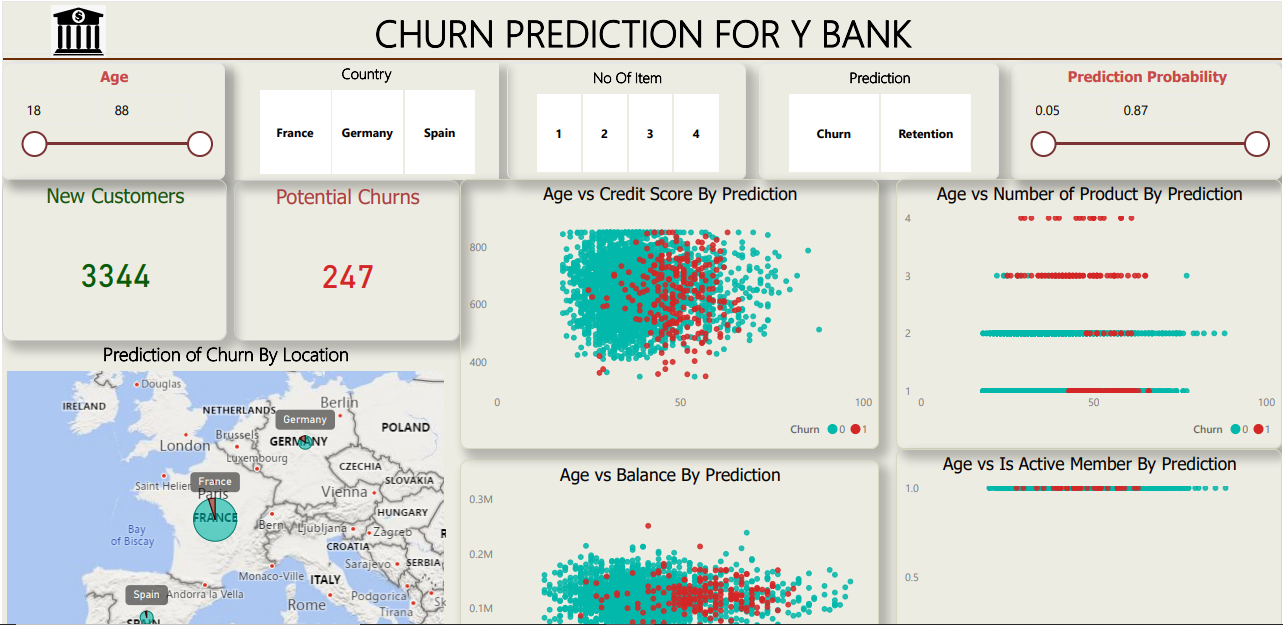 CHURN PREDICTION FOR Y BANK
Age
18 88
Country
France Germany Spain
No Of Item
1 2 3 4
Prediction
Churn Retention
Prediction Probability
0.05 0.87
New Customers
3344
Potential Churns
247
Prediction of Churn By Location
Douglas
IRELAND
NETHERLANDS
Berlin
Germany
POLAND
London
Brussels
GERMANY
Luxembourg
CZECHIA
Saint Helier
France
Paris
SLOVAKIA
Vienna
FRANCE
HUNGARY
Bern
Ljubljana
Zagreb
Bay
of Biscay
CROATIA
Sarajevo
SERBIA
Monaco-Ville
ITALY
Spain
Andorra la Vella
Rome
Podgorica
Tirana
SPAIN
Age vs Credit Score By Prediction
800
600
400
0 50 100
Churn 0 1
Age vs Balance By Prediction
0.3M
0.2M
0.1M
Age vs Number of Product By Prediction
4
3
2
1
0 50 100
Churn 0 1
Age vs Is Active Member By Prediction
1.0
0.5